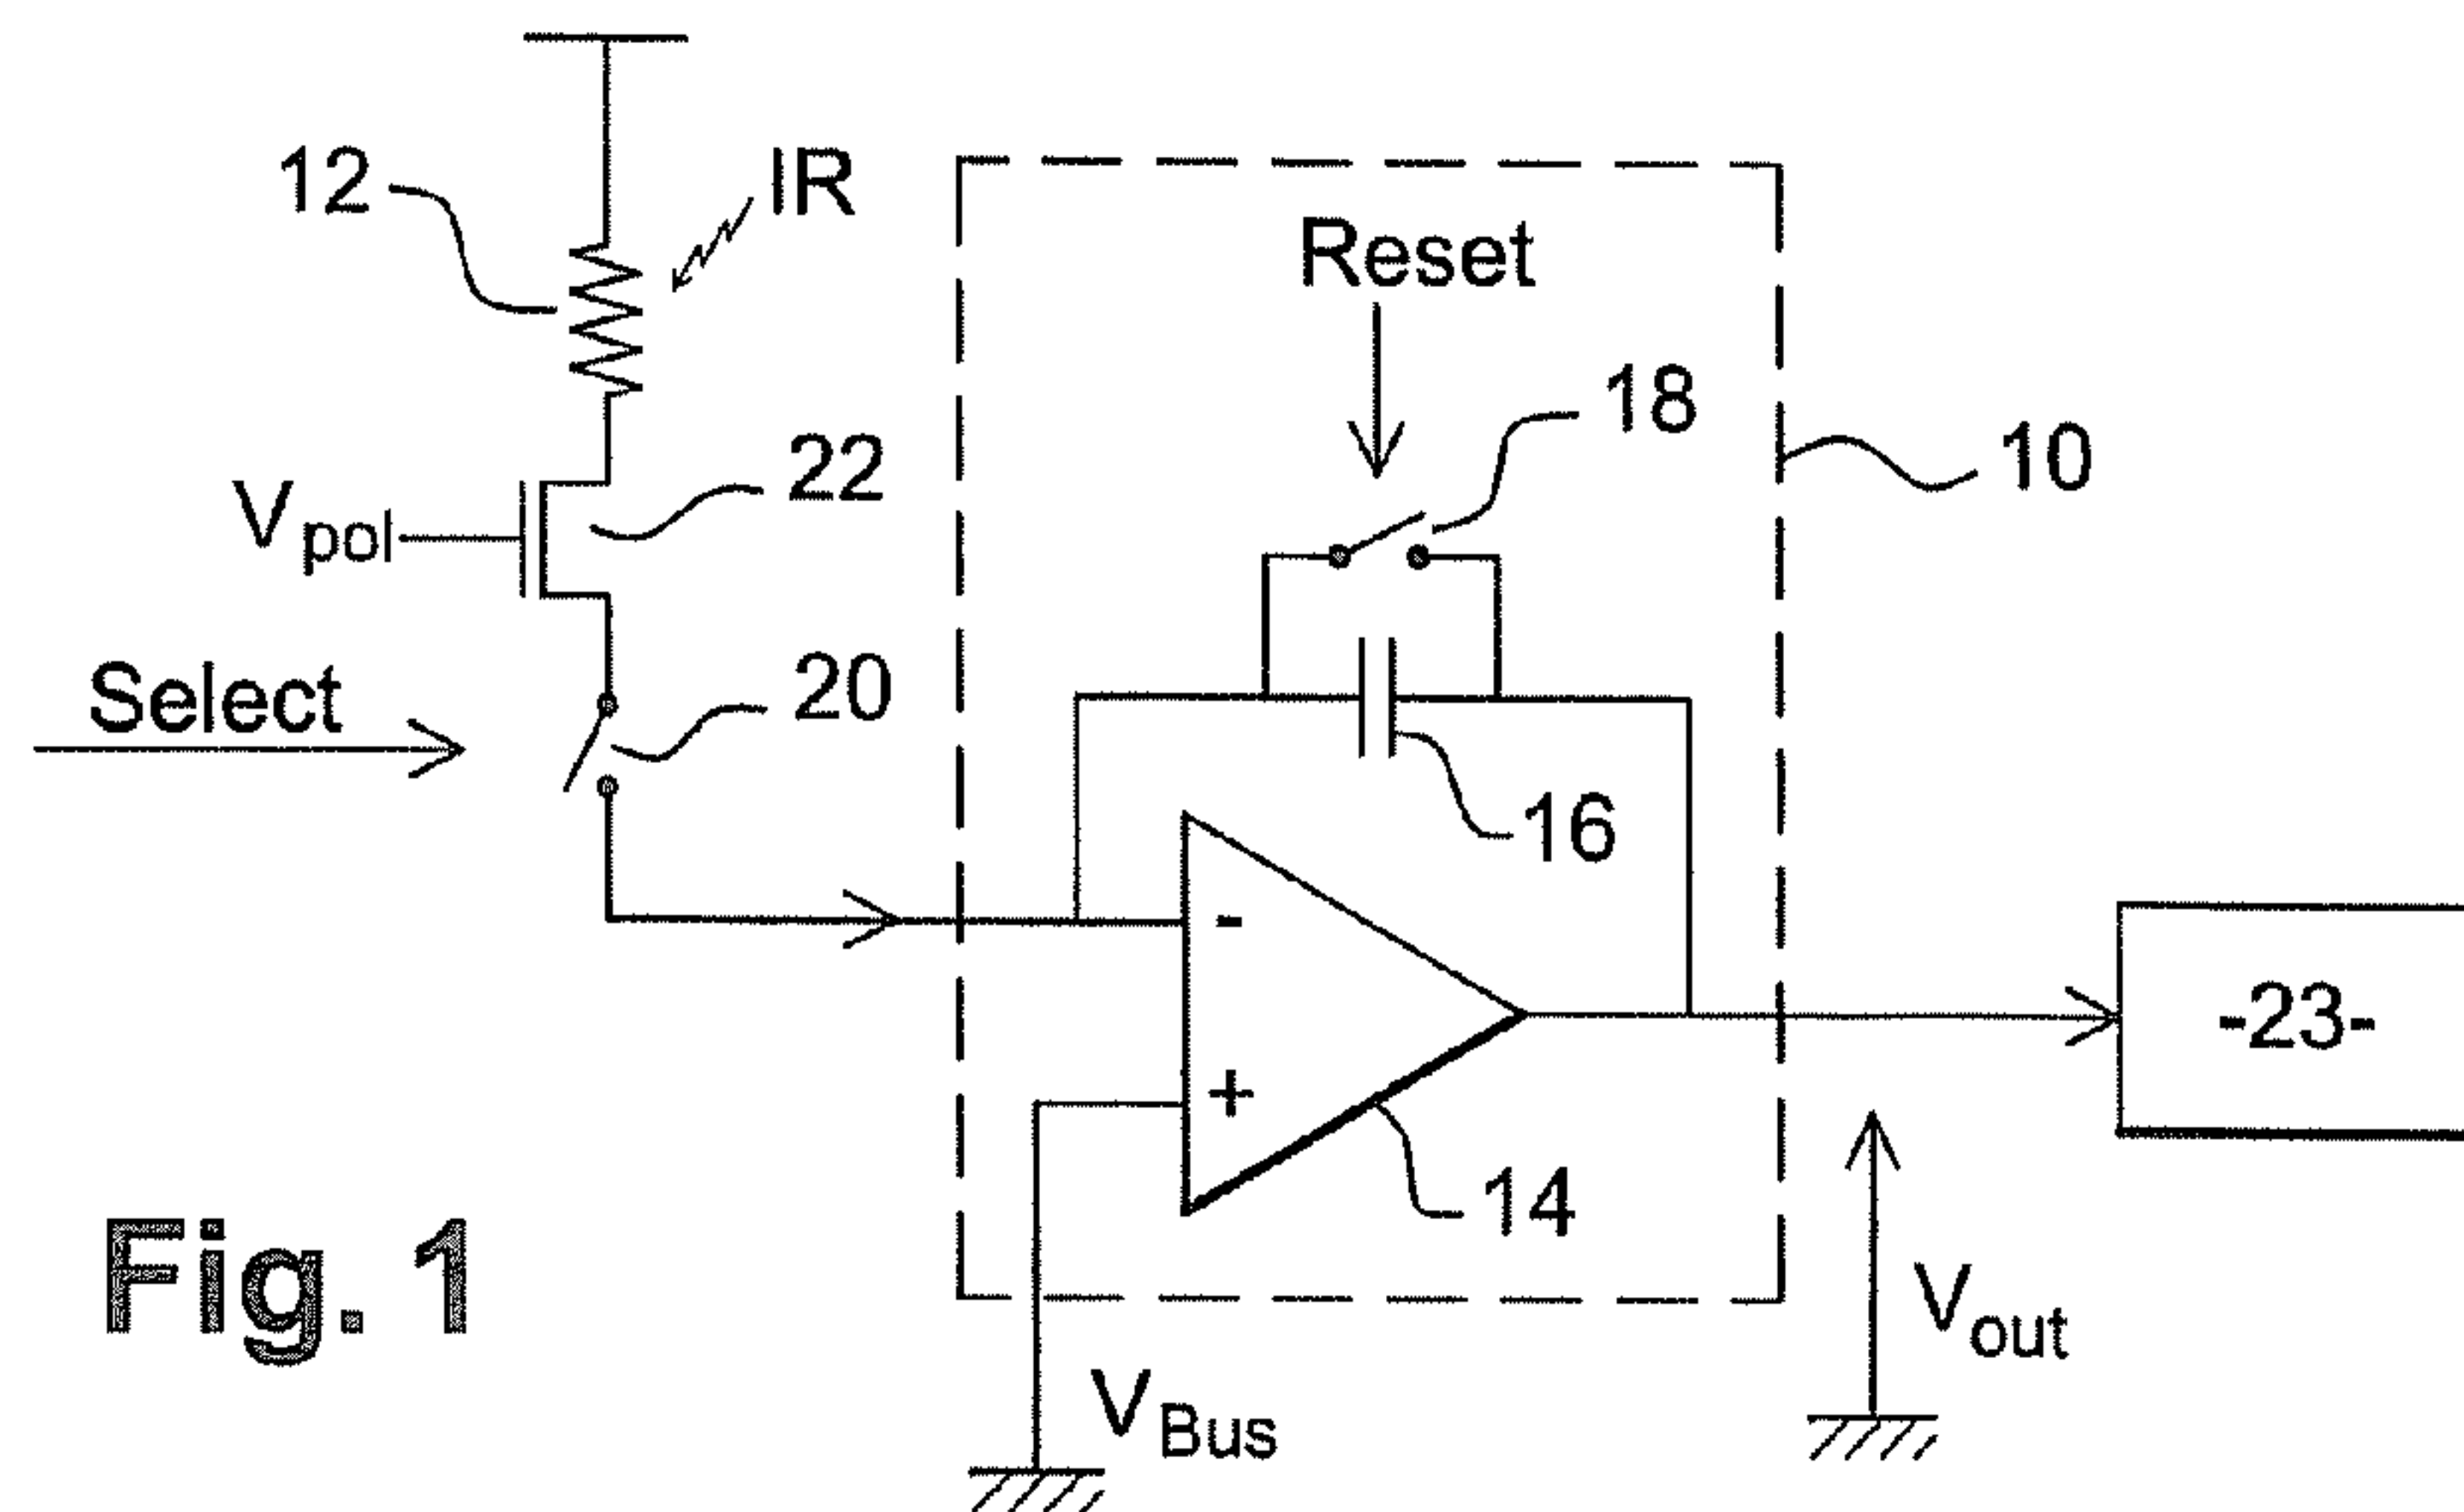 12
IR
Reset
18
10
22
Vpol
Select
20
16
-
-23-
+
14
Vout
Fig. 1
VBus